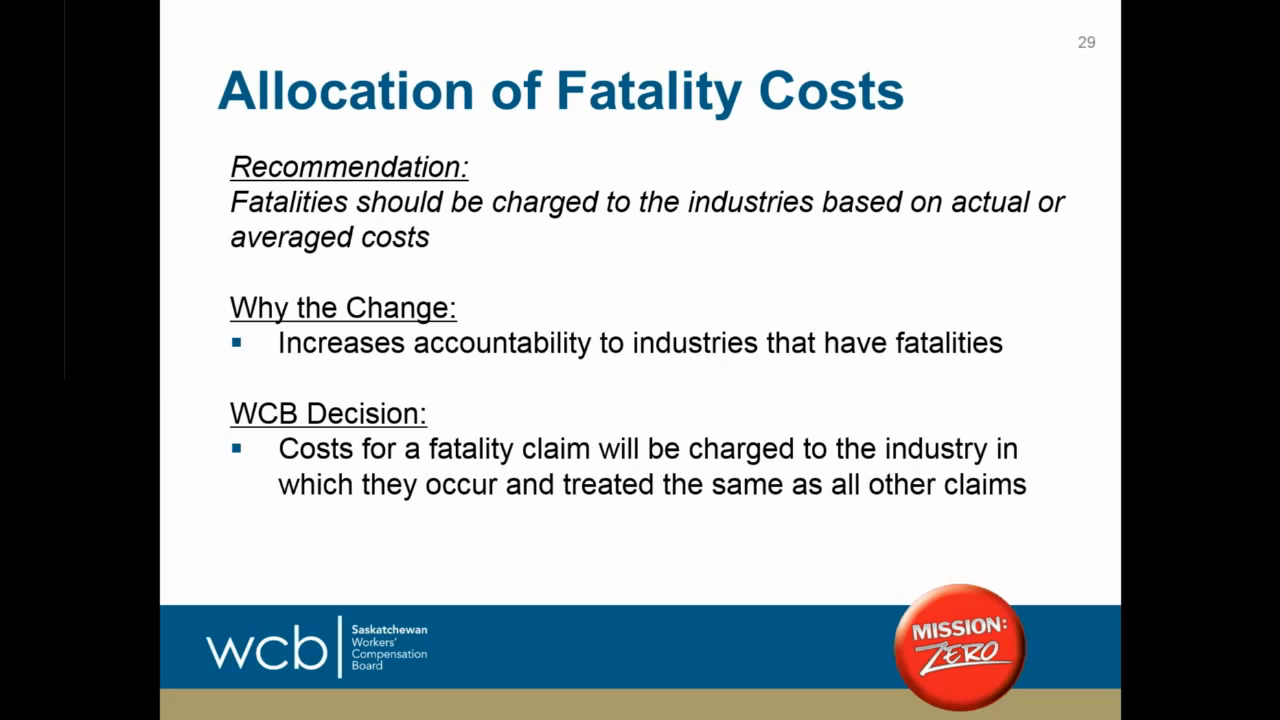 29
Allocation of Fatality Costs
Recommendation:
Fatalities should be charged to the industries based on actual or
averaged costs
Why the Change:
▪ Increases accountability to industries that have fatalities
WCB Decision:
▪ Costs for a fatality claim will be charged to the industry in
which they occur and treated the same as all other claims
wcb
Saskatchewan
Workers'
Compensation
Board
MISSION:
ZERO